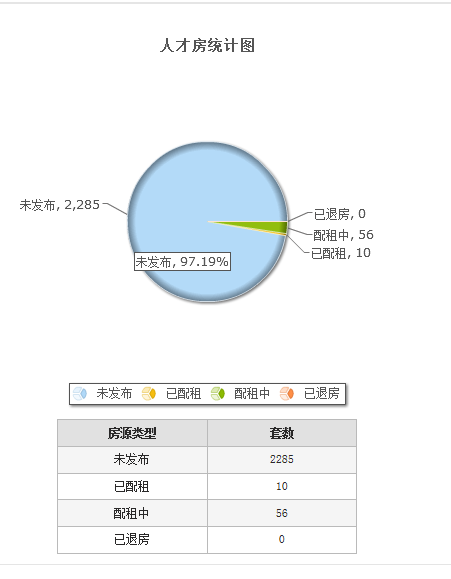 人才房统计图
未发布, 2,285
已退房, 0
配租中, 56
已配租, 10
未发布, 97.19%
未发布 已配租 配租中 已退房
房源类型 套数
未发布 2285
已配租 10
配租中 56
已退房 0